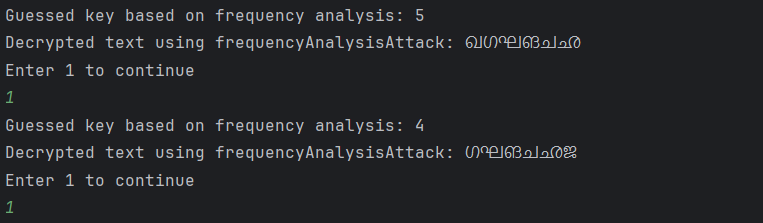 Guessed key based on frequency analysis: 5
Decrypted text using frequencyAnalysisAttack: ഖഗഘങചഛ
Enter 1 to continue
1
Guessed key based on frequency analysis: 4
Decrypted text using frequencyAnalysisAttack: ഗഘങചഛജ
Enter 1 to continue
1